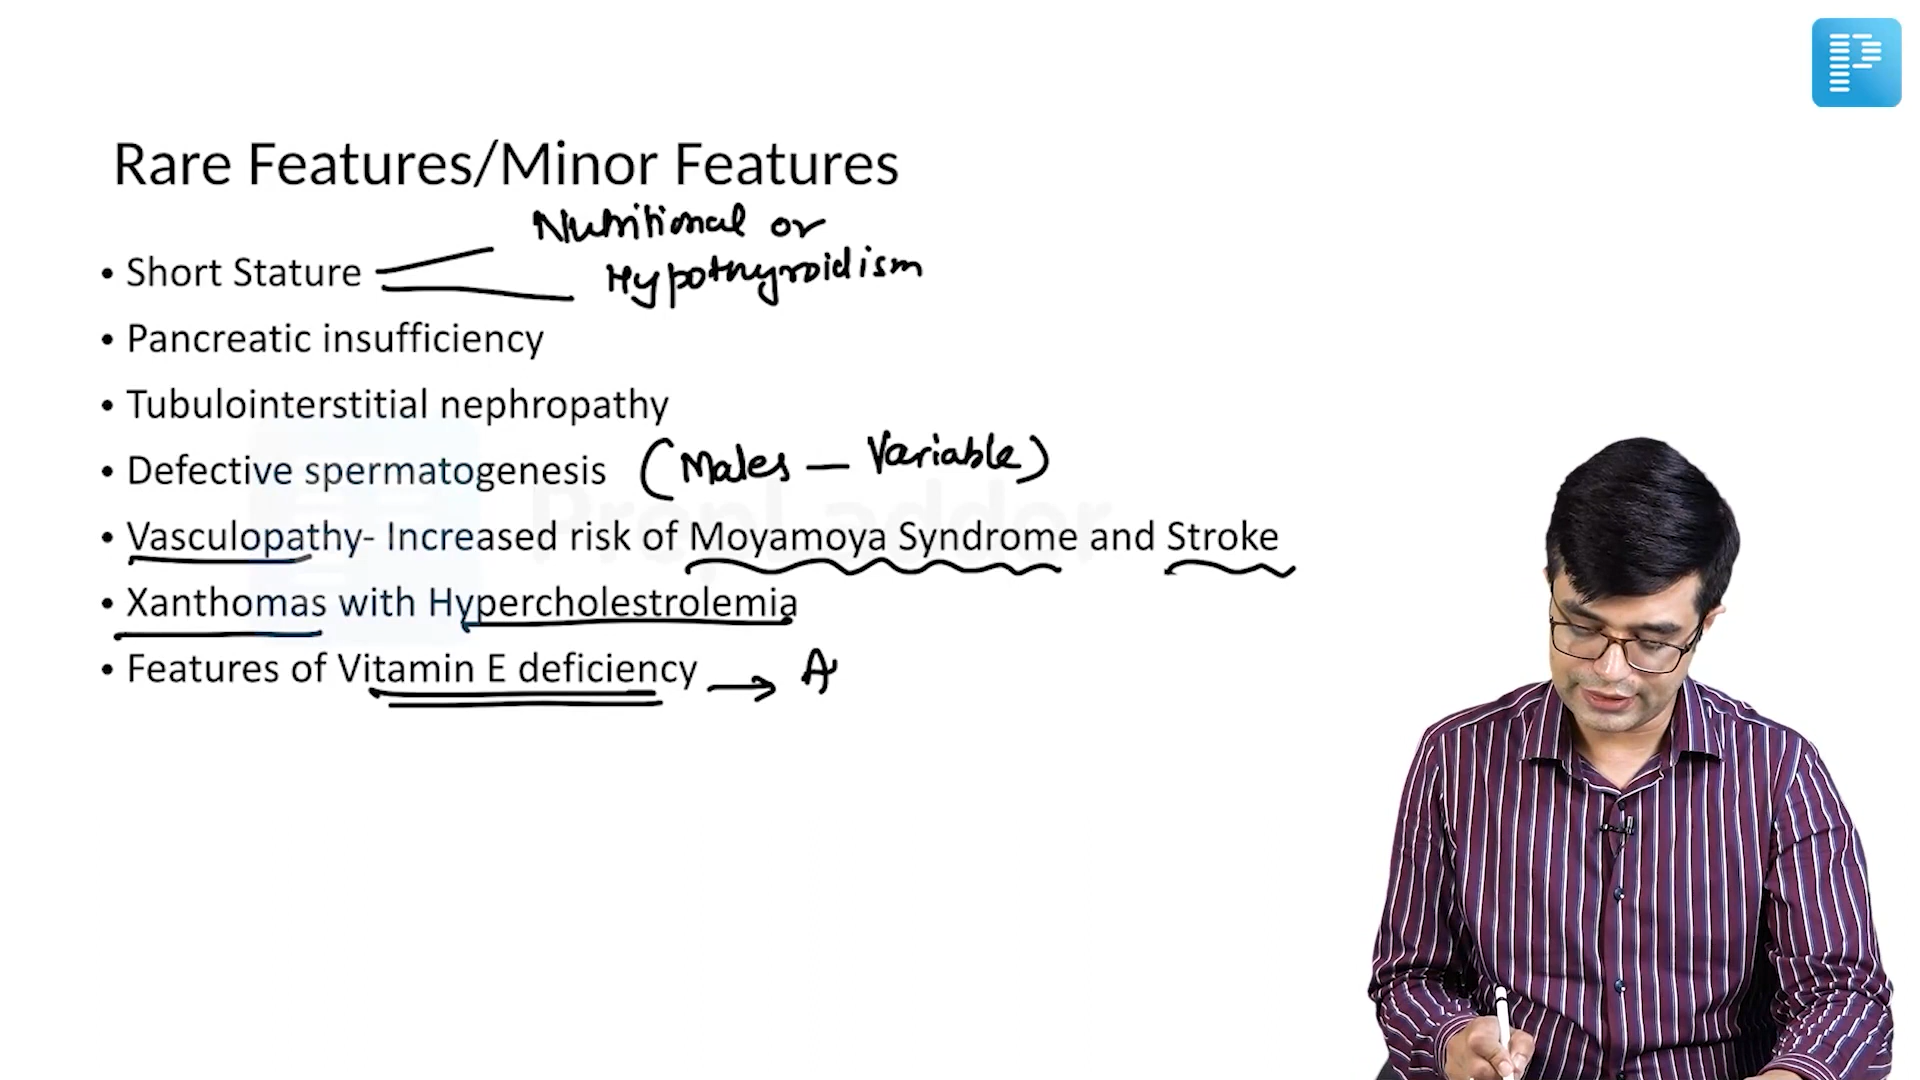 Rare Features/Minor Features
Nutritional or
• Short Stature
Hypothyroidism
• Pancreatic insufficiency
• Tubulointerstitial nephropathy
• Defective spermatogenesis (Males — Variable)
PrepLadder
• Vasculopathy- Increased risk of Moyamoya Syndrome and Stroke
• Xanthomas with Hypercholestrolemia
• Features of Vitamin E deficiency → A